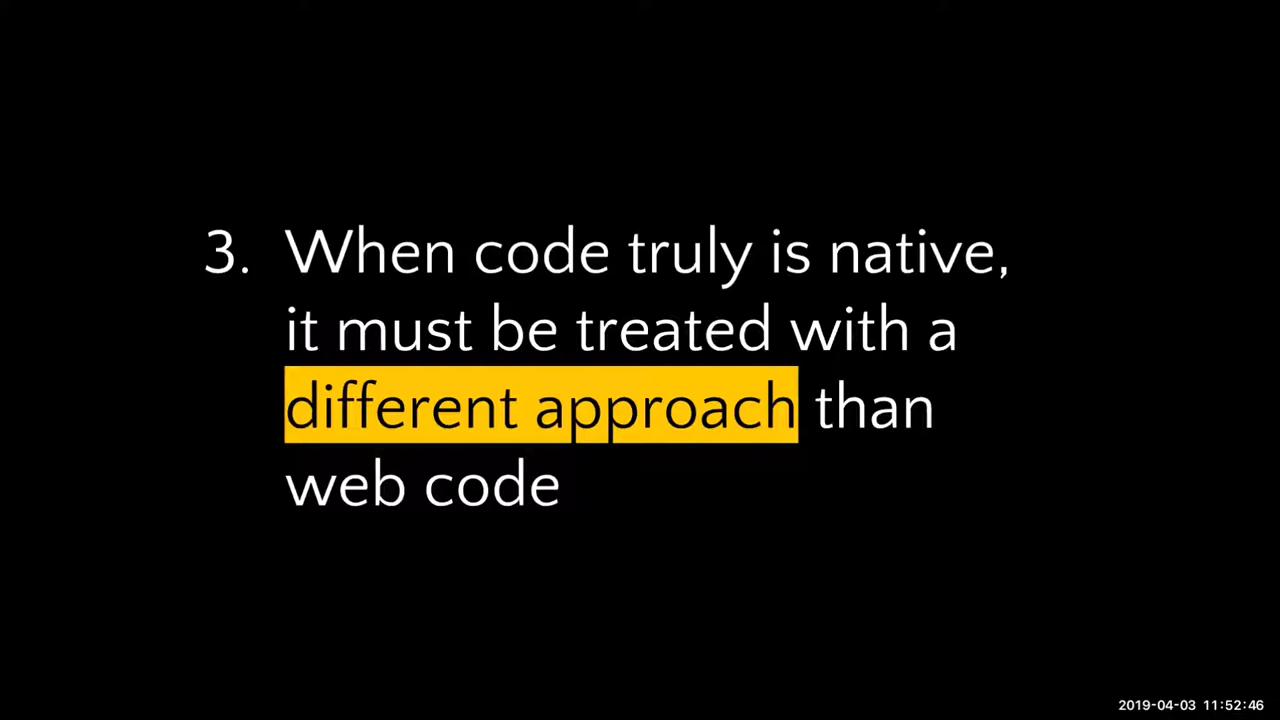 3. When code truly is native,
it must be treated with a
different approach than
web code
2019-04-03 11:52:46